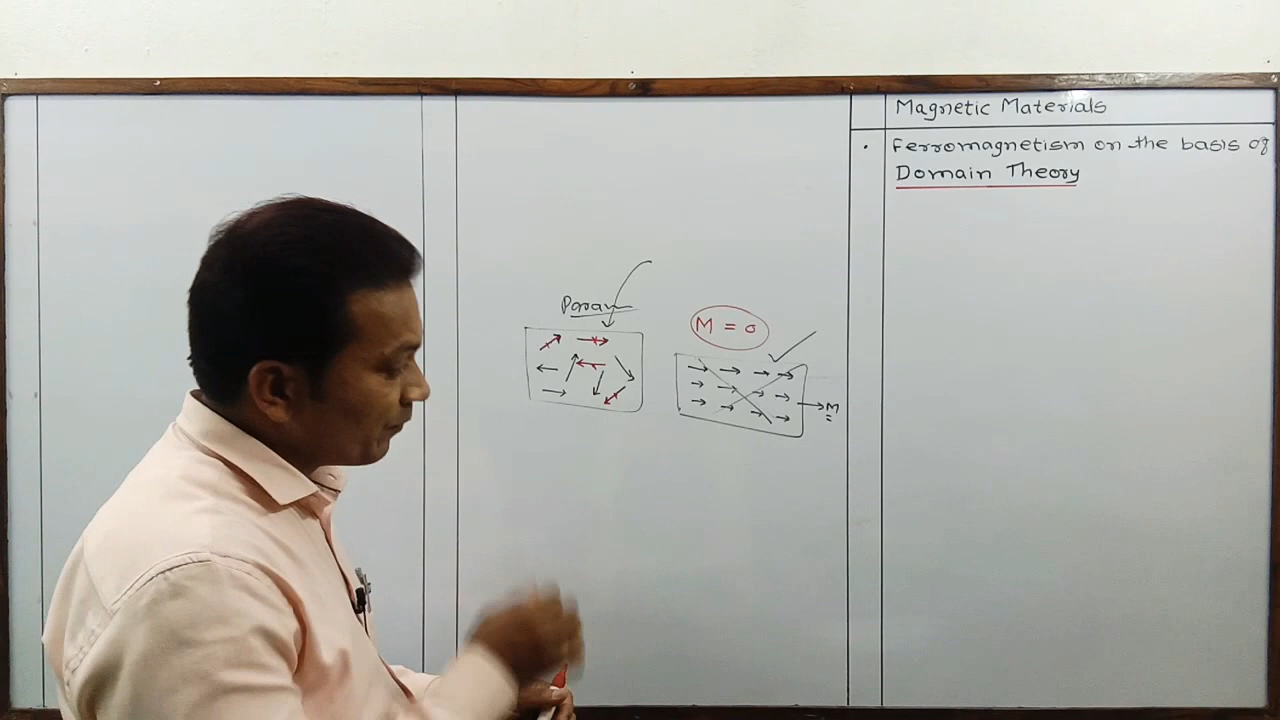 Magnetic Materials
• Ferromagnetism on the basis of
Domain Theory
Para
M = 0
M